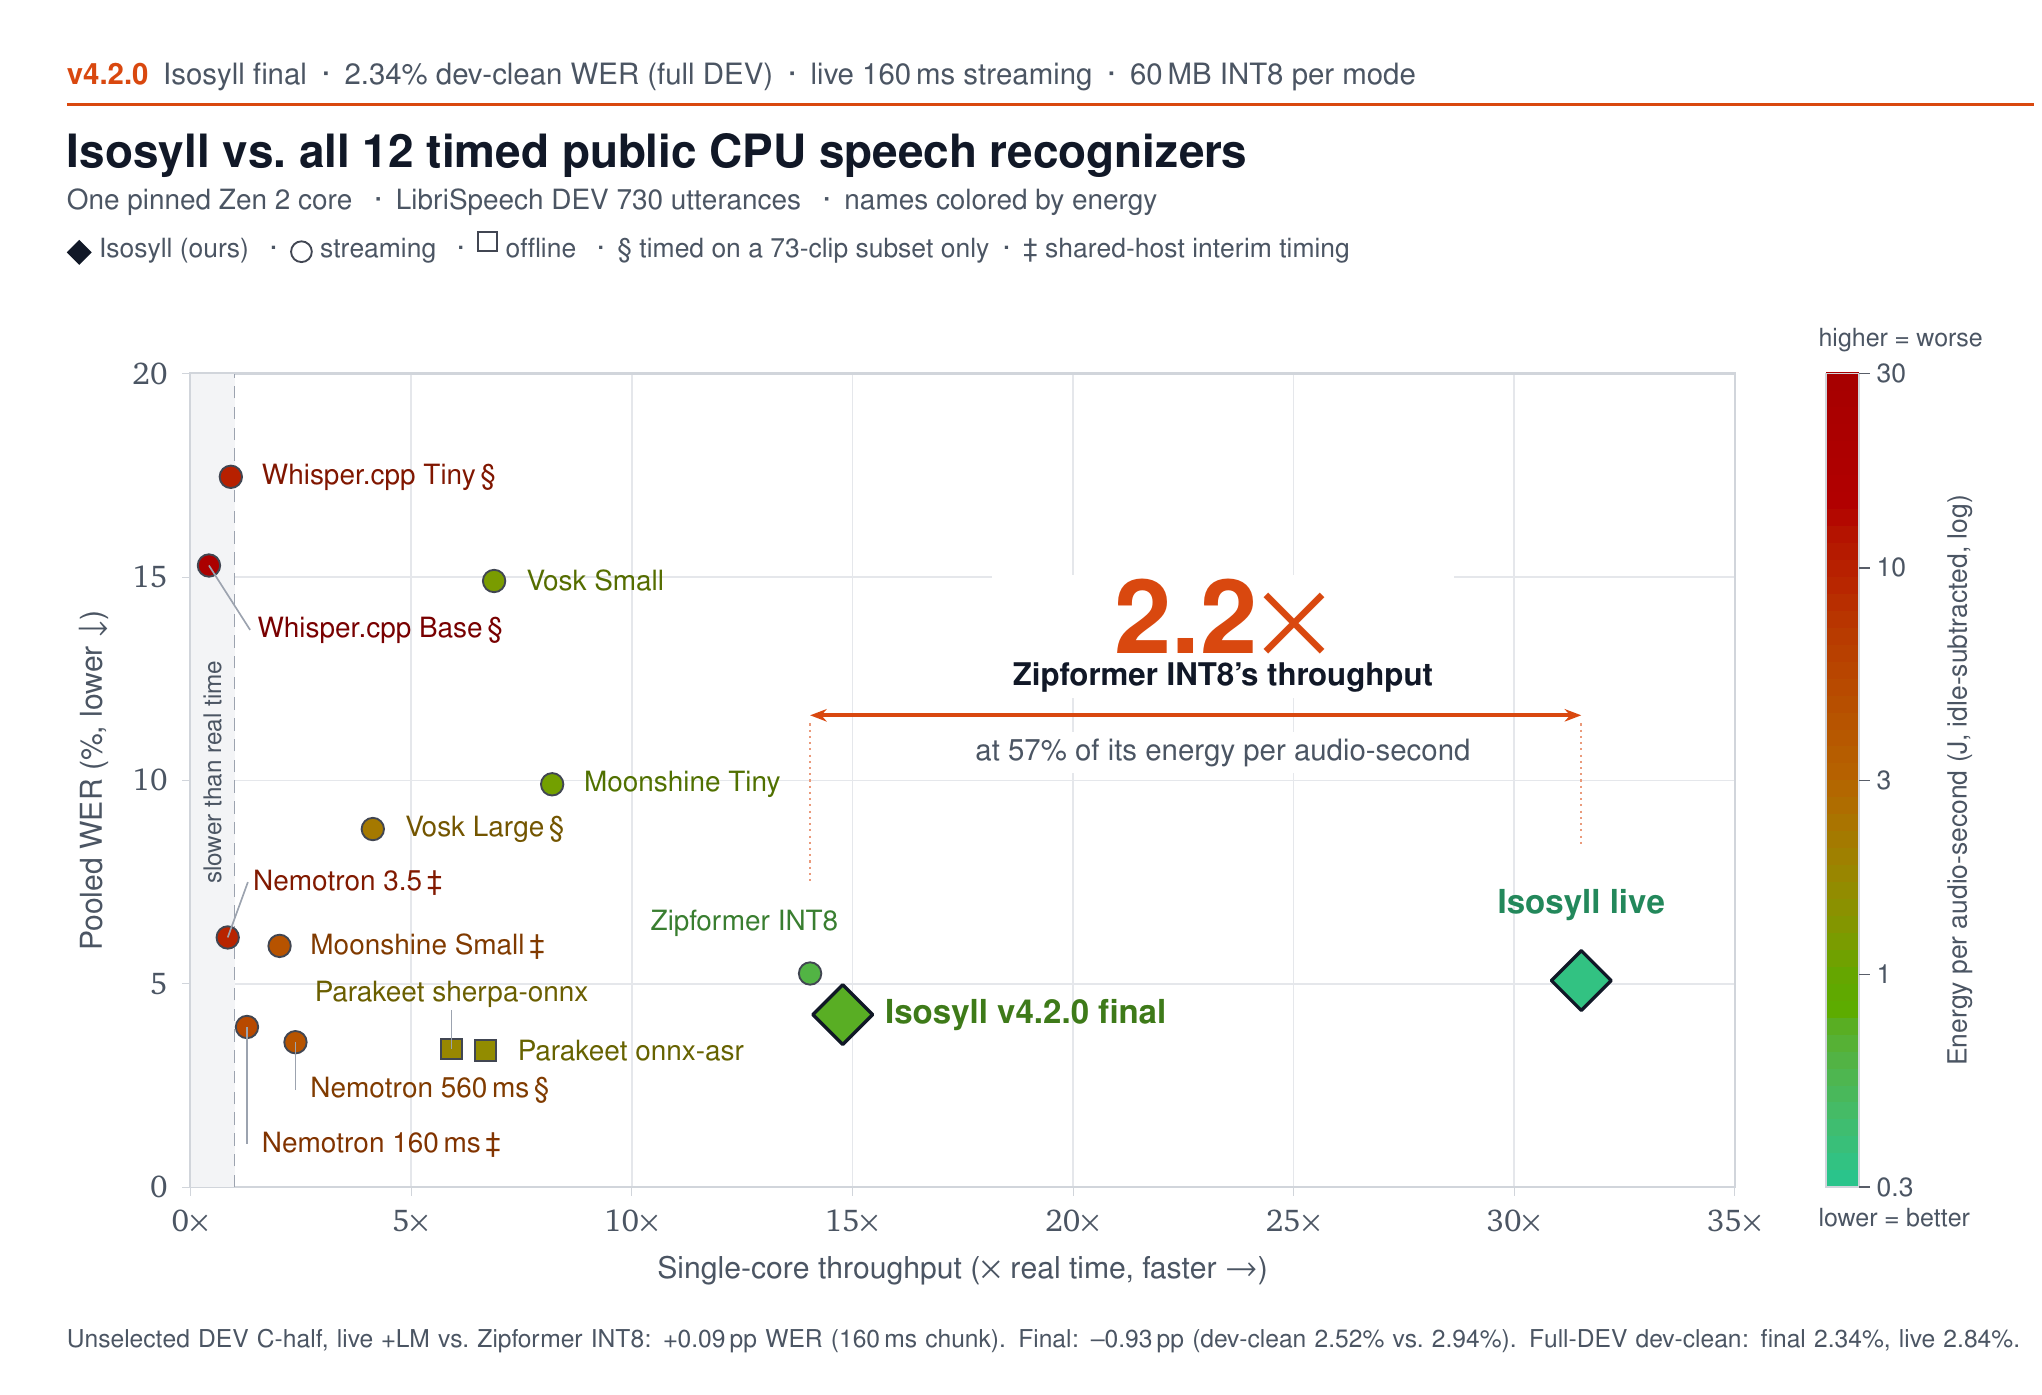 v4.2.0 Isosyll final · 2.34% dev-clean WER (full DEV) · live 160 ms streaming · 60 MB INT8 per mode
Isosyll vs. all 12 timed public CPU speech recognizers
One pinned Zen 2 core · LibriSpeech DEV 730 utterances · names colored by energy
◆ Isosyll (ours) · ○ streaming · □ offline · § timed on a 73-clip subset only · ‡ shared-host interim timing
higher = worse
30
10
3
1
0.3
lower = better
Energy per audio-second (J, idle-subtracted, log)
Pooled WER (%, lower ↓)
20
15
10
5
0
slower than real time
Whisper.cpp Tiny §
Whisper.cpp Base §
Vosk Small
2.2×
Zipformer INT8’s throughput
at 57% of its energy per audio-second
Moonshine Tiny
Vosk Large §
Nemotron 3.5 ‡
Zipformer INT8
Isosyll live
Moonshine Small ‡
Parakeet sherpa-onnx
Isosyll v4.2.0 final
Parakeet onnx-asr
Nemotron 560 ms §
Nemotron 160 ms ‡
0× 5× 10× 15× 20× 25× 30× 35×
Single-core throughput (× real time, faster →)
Unselected DEV C-half, live +LM vs. Zipformer INT8: +0.09 pp WER (160 ms chunk). Final: –0.93 pp (dev-clean 2.52% vs. 2.94%). Full-DEV dev-clean: final 2.34%, live 2.84%.